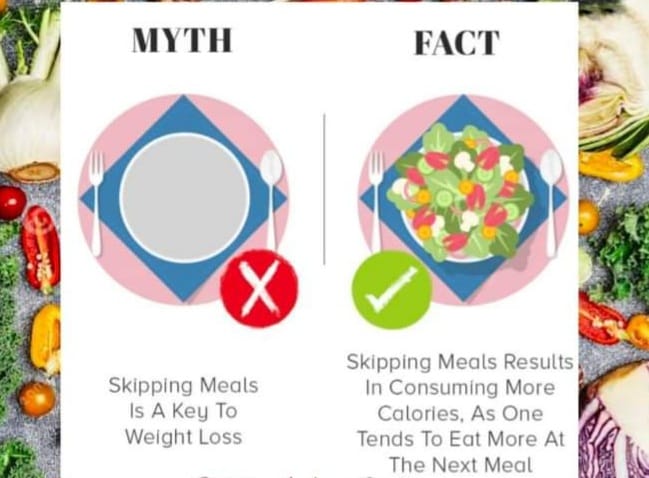 MYTH
FACT
Skipping Meals
Is A Key To
Weight Loss
Skipping Meals Results
In Consuming More
Calories, As One
Tends To Eat More At
The Next Meal